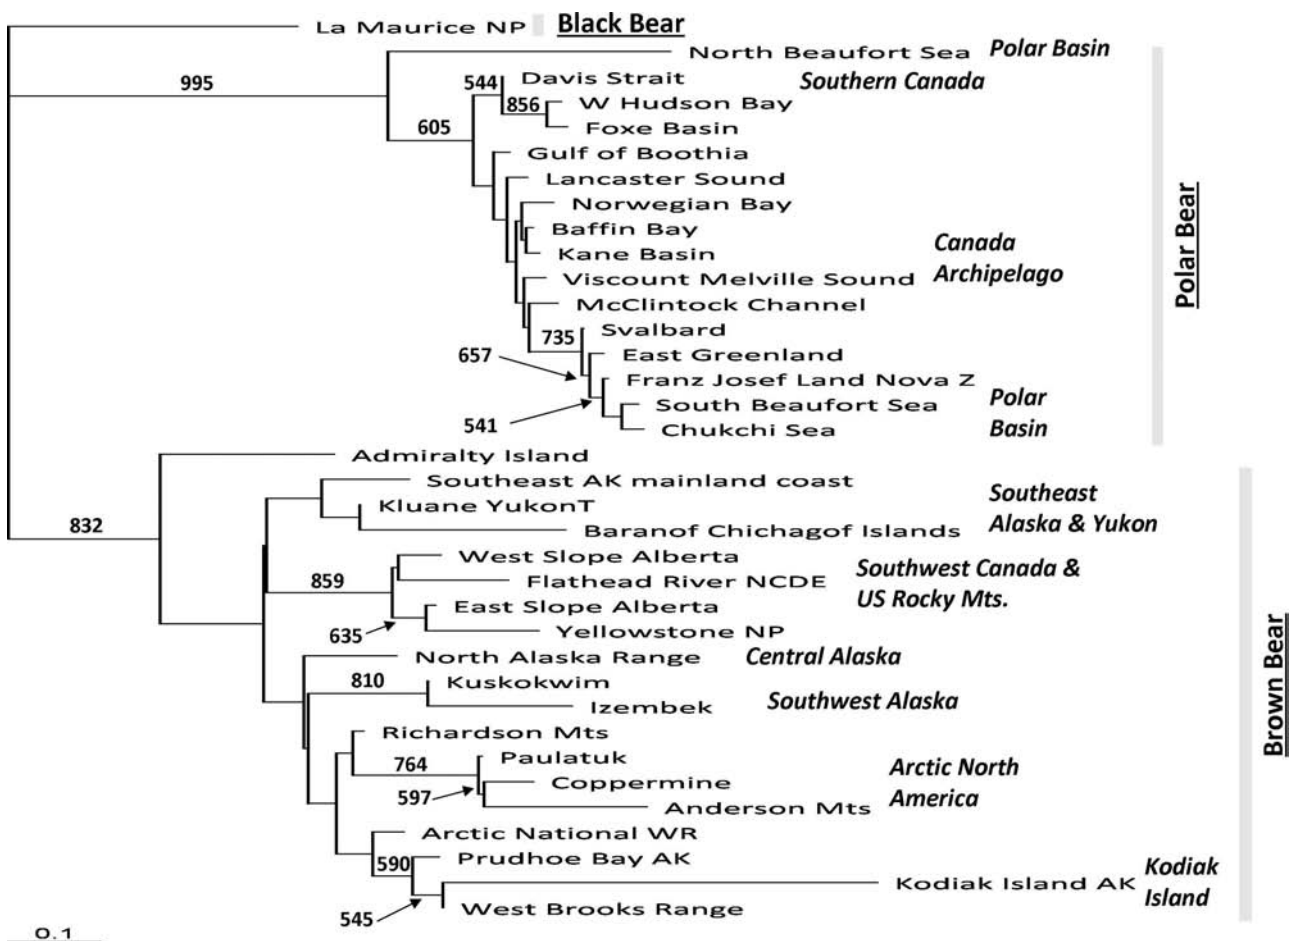 La Maurice NP
Black Bear
North Beaufort Sea
Polar Basin
995
544
Davis Strait
Southern Canada
856
W Hudson Bay
605
Foxe Basin
Gulf of Boothia
Lancaster Sound
Norwegian Bay
Baffin Bay
Kane Basin
Canada
Archipelago
Viscount Melville Sound
McClintock Channel
735
Svalbard
657
East Greenland
Franz Josef Land Nova Z
South Beaufort Sea
Polar
Basin
541
Chukchi Sea
Polar Bear
Admiralty Island
Southeast AK mainland coast
Kluane YukonT
Southeast
Alaska & Yukon
832
Baranof Chichagof Islands
West Slope Alberta
859
Flathead River NCDE
Southwest Canada &
US Rocky Mts.
East Slope Alberta
635
Yellowstone NP
North Alaska Range
Central Alaska
810
Kuskokwim
Izembek
Southwest Alaska
Richardson Mts
764
Paulatuk
597
Coppermine
Anderson Mts
Arctic North
America
Arctic National WR
590
Prudhoe Bay AK
Kodiak Island AK
Kodiak
Island
545
West Brooks Range
Brown Bear
0.1